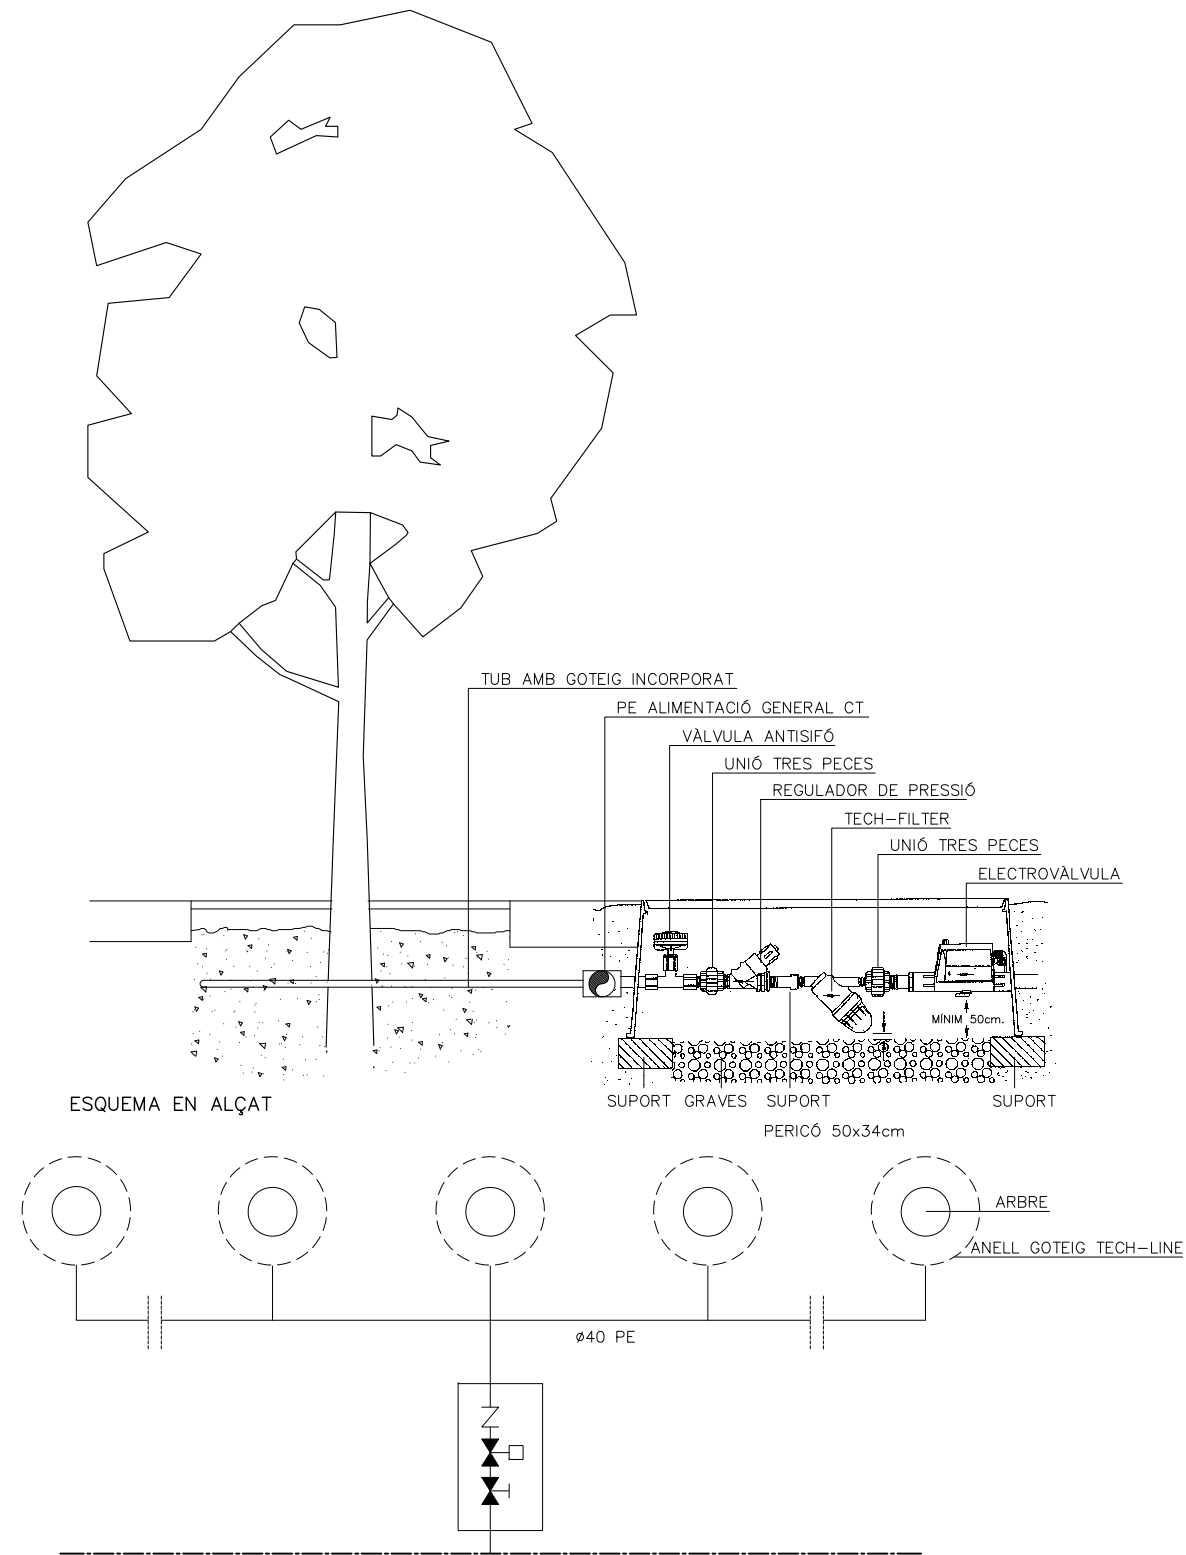 TUB AMB GOTEIG INCORPORAT
PE ALIMENTACIÓ GENERAL CT
VÀLVULA ANTISIFÓ
UNIÓ TRES PECES
REGULADOR DE PRESSIÓ
TECH-FILTER
UNIÓ TRES PECES
ELECTROVÀLVULA
MÍNIM 50cm.
SUPORT GRAVES SUPORT SUPORT
ESQUEMA EN ALÇAT
PERICÓ 50x34cm
ARBRE
ANELL GOTEIG TECH-LINE
ø40 PE